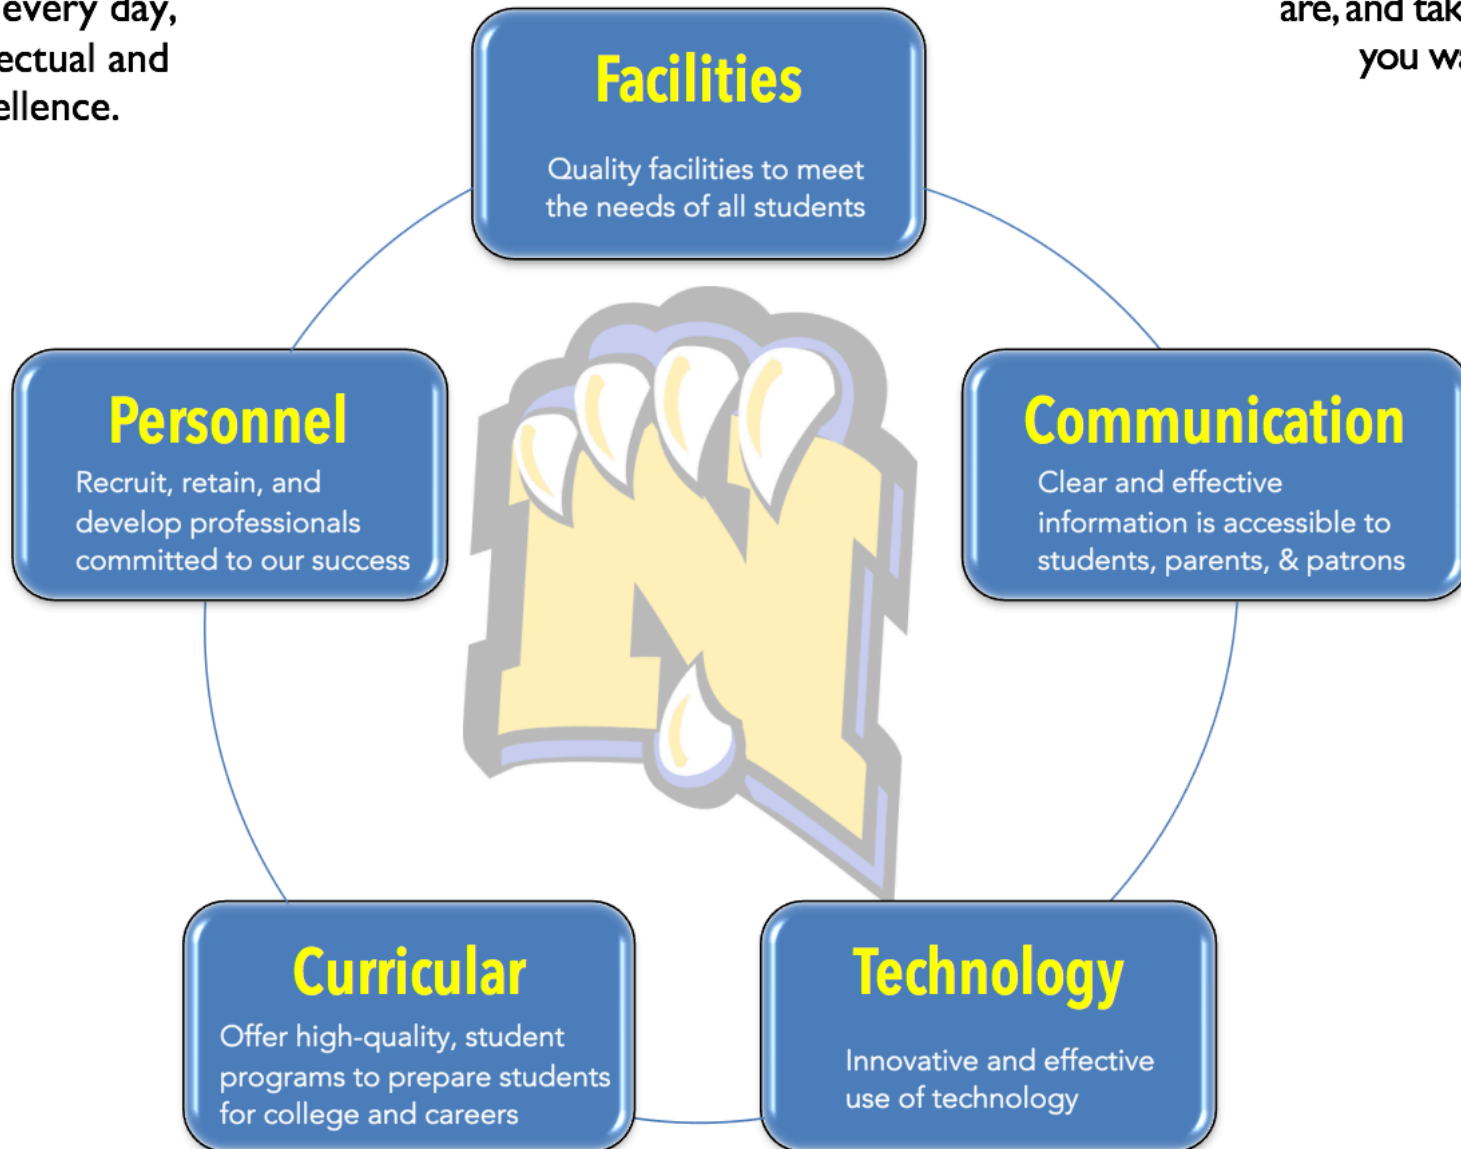 every day,
ectual and
ellence.
are, and tak
you wa
Facilities
Quality facilities to meet
the needs of all students
Personnel
Recruit, retain, and
develop professionals
committed to our success
Communication
Clear and effective
information is accessible to
students, parents, & patrons
N
Curricular
Offer high-quality, student
programs to prepare students
for college and careers
Technology
Innovative and effective
use of technology